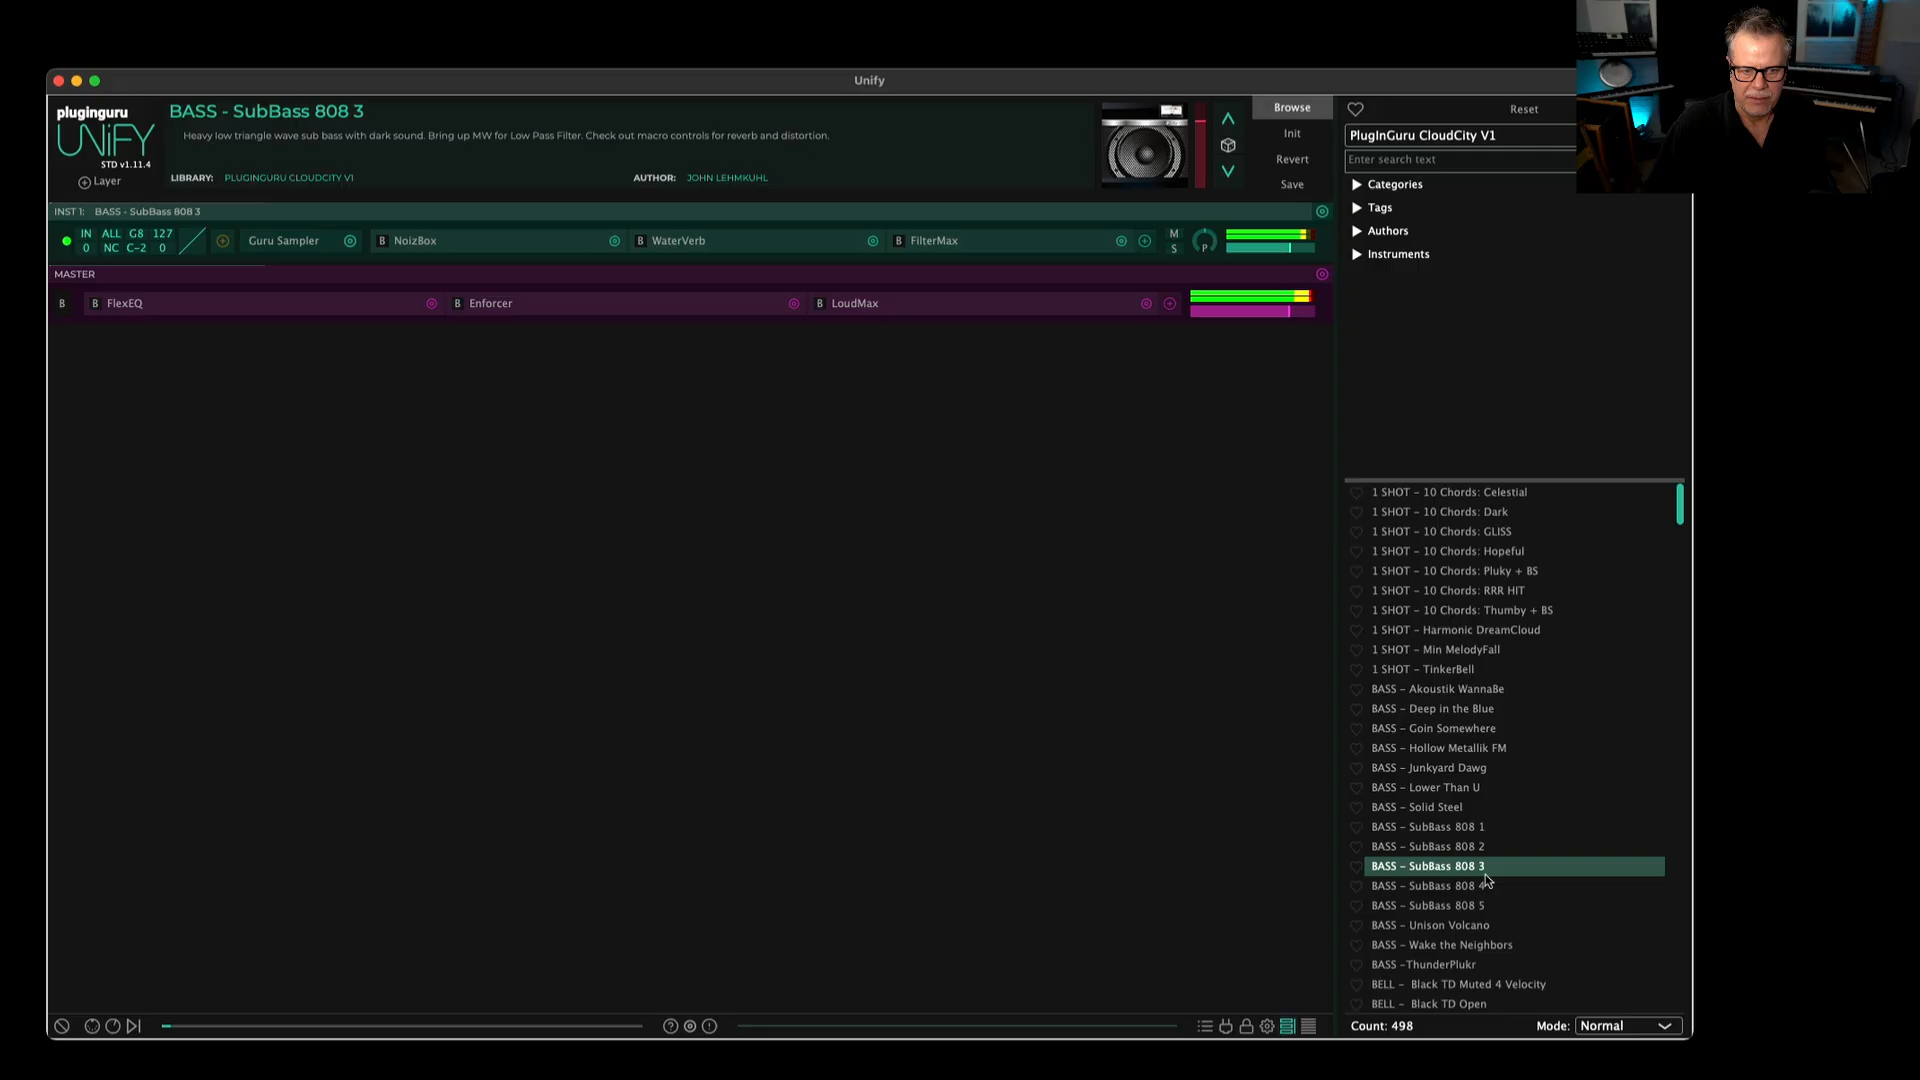 Unify
pluginguru
UNIFY
STD v1.11.4
Layer
BASS - SubBass 808 3
Heavy low triangle wave sub bass with dark sound. Bring up MW for Low Pass Filter. Check out macro controls for reverb and distortion.
LIBRARY: PLUGINGURU CLOUDCITY V1
AUTHOR: JOHN LEHMKUHL
Browse
Init
Revert
Save
INST 1: BASS - SubBass 808 3
IN ALL G8 127
0 NC C-2 0
Guru Sampler
B NoizBox
B WaterVerb
B FilterMax
M
S
P
MASTER
B
B FlexEQ
B Enforcer
B LoudMax
Reset
PlugInGuru CloudCity V1
Enter search text
Categories
Tags
Authors
Instruments
1 SHOT - 10 Chords: Celestial
1 SHOT - 10 Chords: Dark
1 SHOT - 10 Chords: GLISS
1 SHOT - 10 Chords: Hopeful
1 SHOT - 10 Chords: Pluky + BS
1 SHOT - 10 Chords: RRR HIT
1 SHOT - 10 Chords: Thumby + BS
1 SHOT - Harmonic DreamCloud
1 SHOT - Min MelodyFall
1 SHOT - TinkerBell
BASS - Akoustik WannaBe
BASS - Deep in the Blue
BASS - Goin Somewhere
BASS - Hollow Metallik FM
BASS - Junkyard Dawg
BASS - Lower Than U
BASS - Solid Steel
BASS - SubBass 808 1
BASS - SubBass 808 2
BASS - SubBass 808 3
BASS - SubBass 808 4
BASS - SubBass 808 5
BASS - Unison Volcano
BASS - Wake the Neighbors
BASS -ThunderPlukr
BELL - Black TD Muted 4 Velocity
BELL - Black TD Open
Count: 498
Mode: Normal